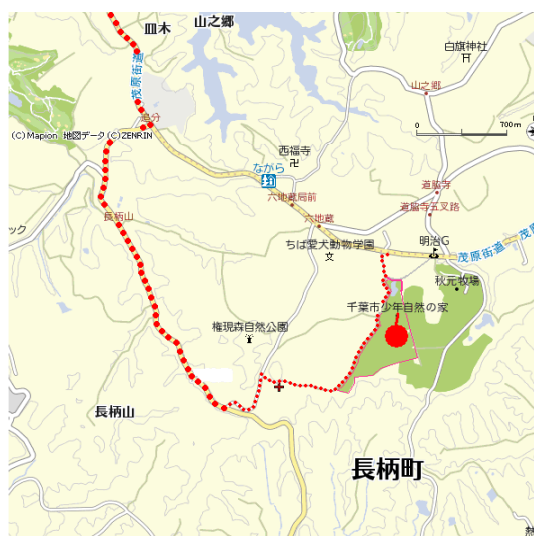 皿木
山之郷
白旗神社
茂原街道
山之郷
追分
(C)Mapion 地図データ(C)ZENRIN
0 700m
西福寺
ながら
六地蔵局前
道脇寺
六地蔵
道脇寺五叉路
長柄山
ック
ちば愛犬動物学園
明治G
茂原街道
秋元牧場
千葉市少年自然の家
権現森自然公園
長柄山
長柄町